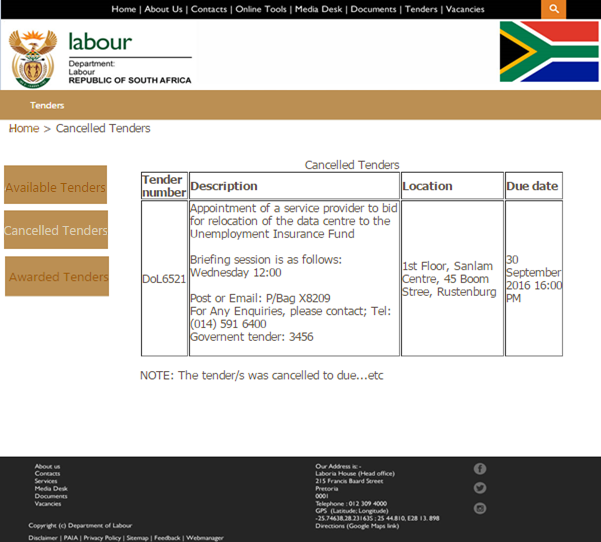 Home | About Us | Contacts | Online Tools | Media Desk | Documents | Tenders | Vacancies
labour
Department:
Labour
REPUBLIC OF SOUTH AFRICA
Tenders
Home > Cancelled Tenders
Available Tenders
Cancelled Tenders
Awarded Tenders
Cancelled Tenders
Tender number
Description
Location
Due date
DoL6521
Appointment of a service provider to bid
for relocation of the data centre to the
Unemployment Insurance Fund
Briefing session is as follows:
Wednesday 12:00
Post or Email: P/Bag X8209
For Any Enquiries, please contact; Tel:
(014) 591 6400
Governent tender: 3456
1st Floor, Sanlam
Centre, 45 Boom
Stree, Rustenburg
30
September
2016 16:00
PM
NOTE: The tender/s was cancelled to due...etc
About us
Contacts
Services
Media Desk
Documents
Vacancies
Copyright (c) Department of Labour
Disclaimer | PAIA | Privacy Policy | Sitemap | Feedback | Webmanager
Our Address is:-
Laboria House (Head office)
215 Francis Baard Street
Pretoria
0001
Telephone : 012 309 4000
GPS (Latitude; Longitude)
-25.74638,28.231635 ; 25 44.810, E28 13. 898
Directions (Google Maps link)